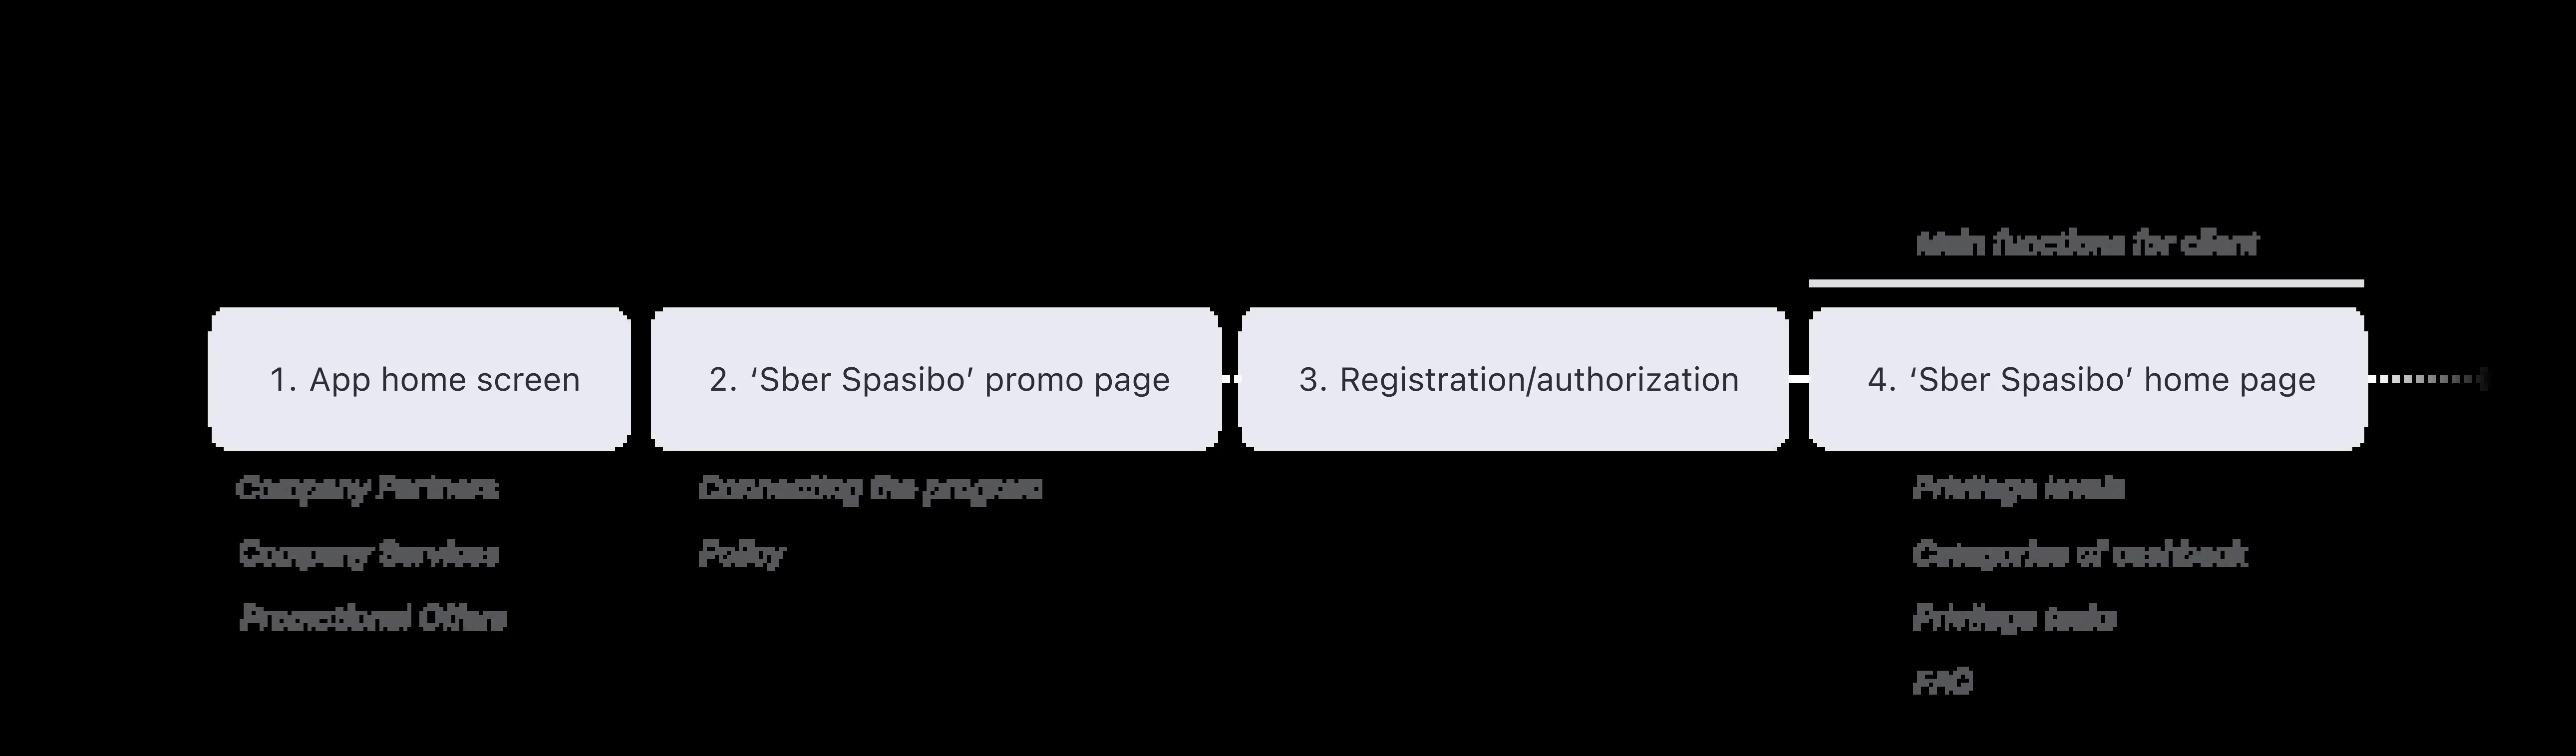 Main functions for client
1. App home screen
2. ‘Sber Spasibo’ promo page
3. Registration/authorization
4. ‘Sber Spasibo’ home page
Company Partners
Company Services
Promotional Offers
Connecting the program
Policy
Privilege levels
Categories of cashback
Privilege
FAQ